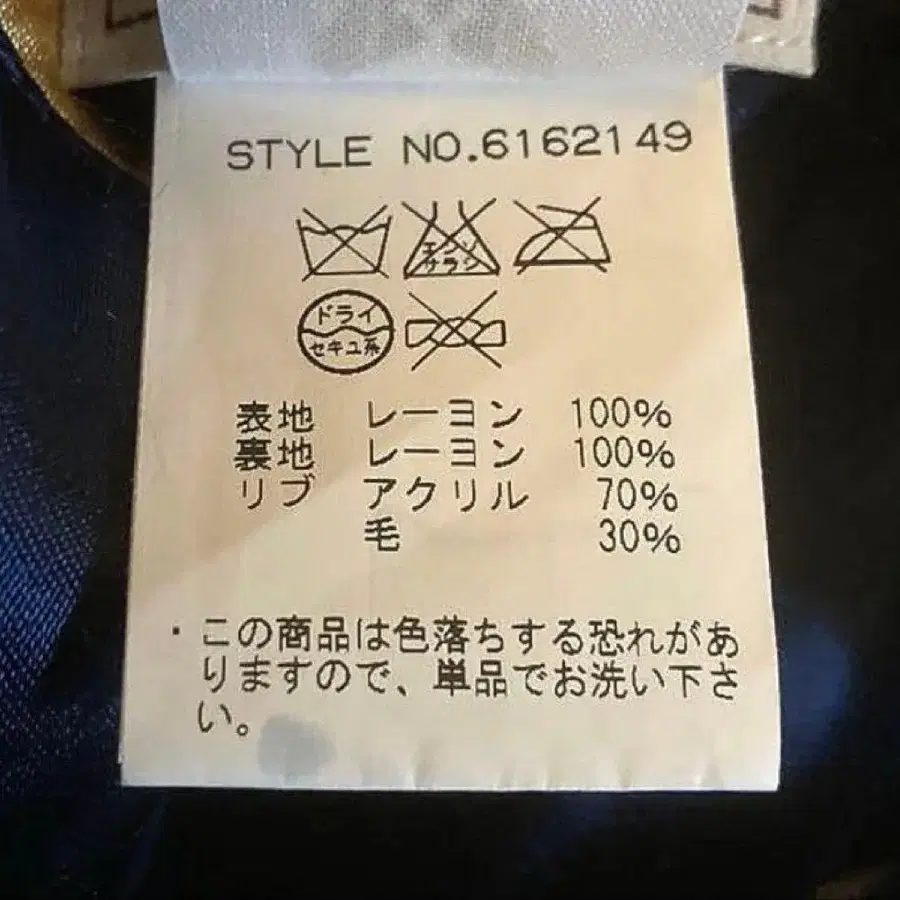 STYLE NO.6162149
エンソ
サラシ
ドライ
セキユ系
表地 レーヨン 100%
裏地 レーヨン 100%
リブ アクリル 70%
毛 30%
・この商品は色落ちする恐れがあ
りますので、単品でお洗い下さ
い。